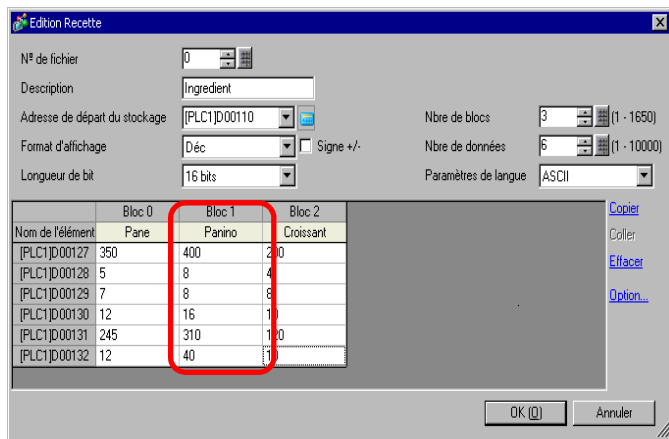 Edition Recette
Nº de fichier 0
Description Ingredient
Adresse de départ du stockage [PLC1]D00110 Nbre de blocs 3 (1 - 1650)
Format d'affichage Déc Signe +/- Nbre de données 6 (1 - 10000)
Longueur de bit 16 bits Paramètres de langue ASCII
Bloc 0 Bloc 1 Bloc 2 Copier
Nom de l'élément Pane Panino Croissant Coller
[PLC1]D00127 350 400 200 Effacer
[PLC1]D00128 5 8 4
[PLC1]D00129 7 8 8 Option...
[PLC1]D00130 12 16
[PLC1]D00131 245 310 120
[PLC1]D00132 12 40
OK (O) Annuler